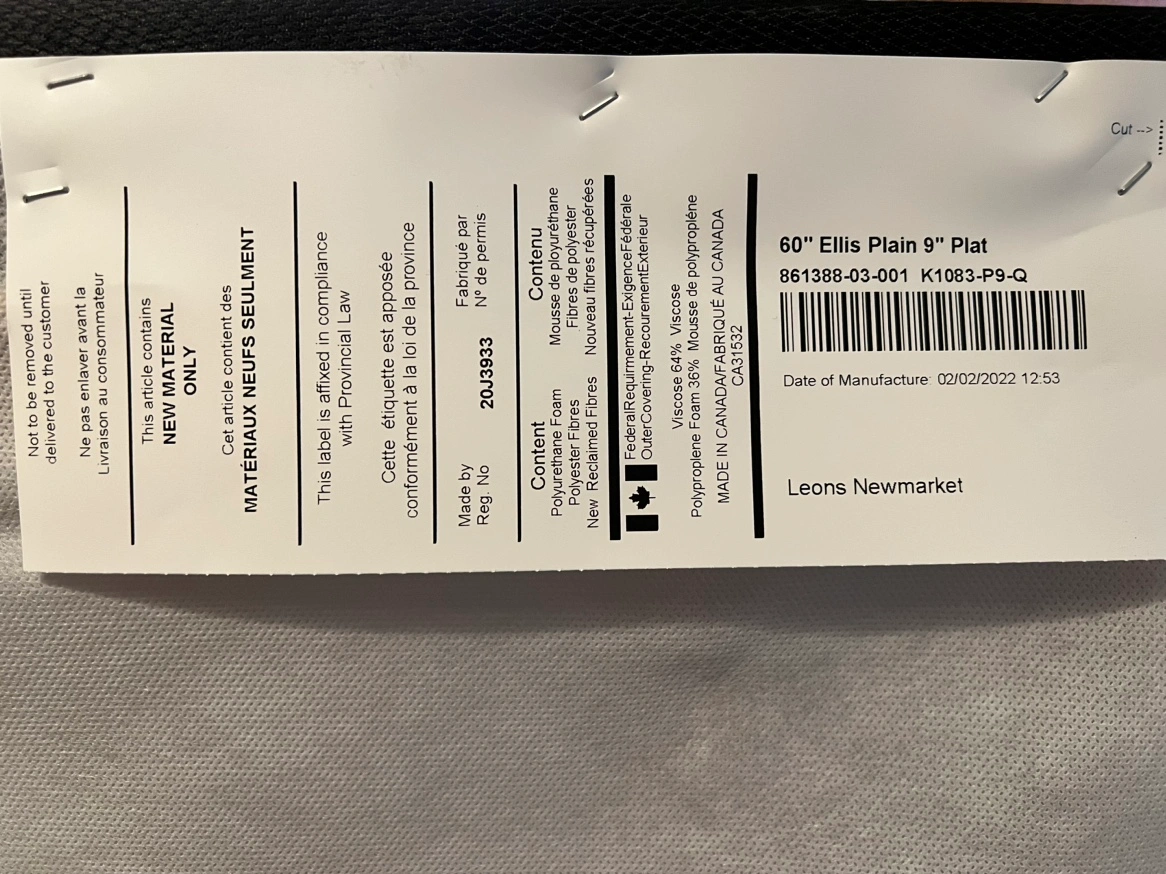 Not to be removed until
delivered to the customer
Ne pas enlaver avant la
Livraison au consommateur
This article contains
NEW MATERIAL
ONLY
Cet article contient des
MATÉRIAUX NEUFS SEULMENT
This label is affixed in compliance
with Provincial Law
Cette étiquette est apposée
conformément à la loi de la province
Made by Fabriqué par
Reg. No 20J3933 Nº de permis
Content Contenu
Polyurethane Foam Mousse de ployuréthane
Polyester Fibres Fibres de polyester
New Reclaimed Fibres Nouveau fibres récupérées
FederalRequirmement-ExigenceFédérale
OuterCovering-RecourementExterieur
Viscose 64% Viscose
Polyproplene Foam 36% Mousse de polyproplène
MADE IN CANADA/FABRIQUÉ AU CANADA
CA31532
60" Ellis Plain 9" Plat
861388-03-001 K1083-P9-Q
Date of Manufacture: 02/02/2022 12:53
Leons Newmarket
Cut -->